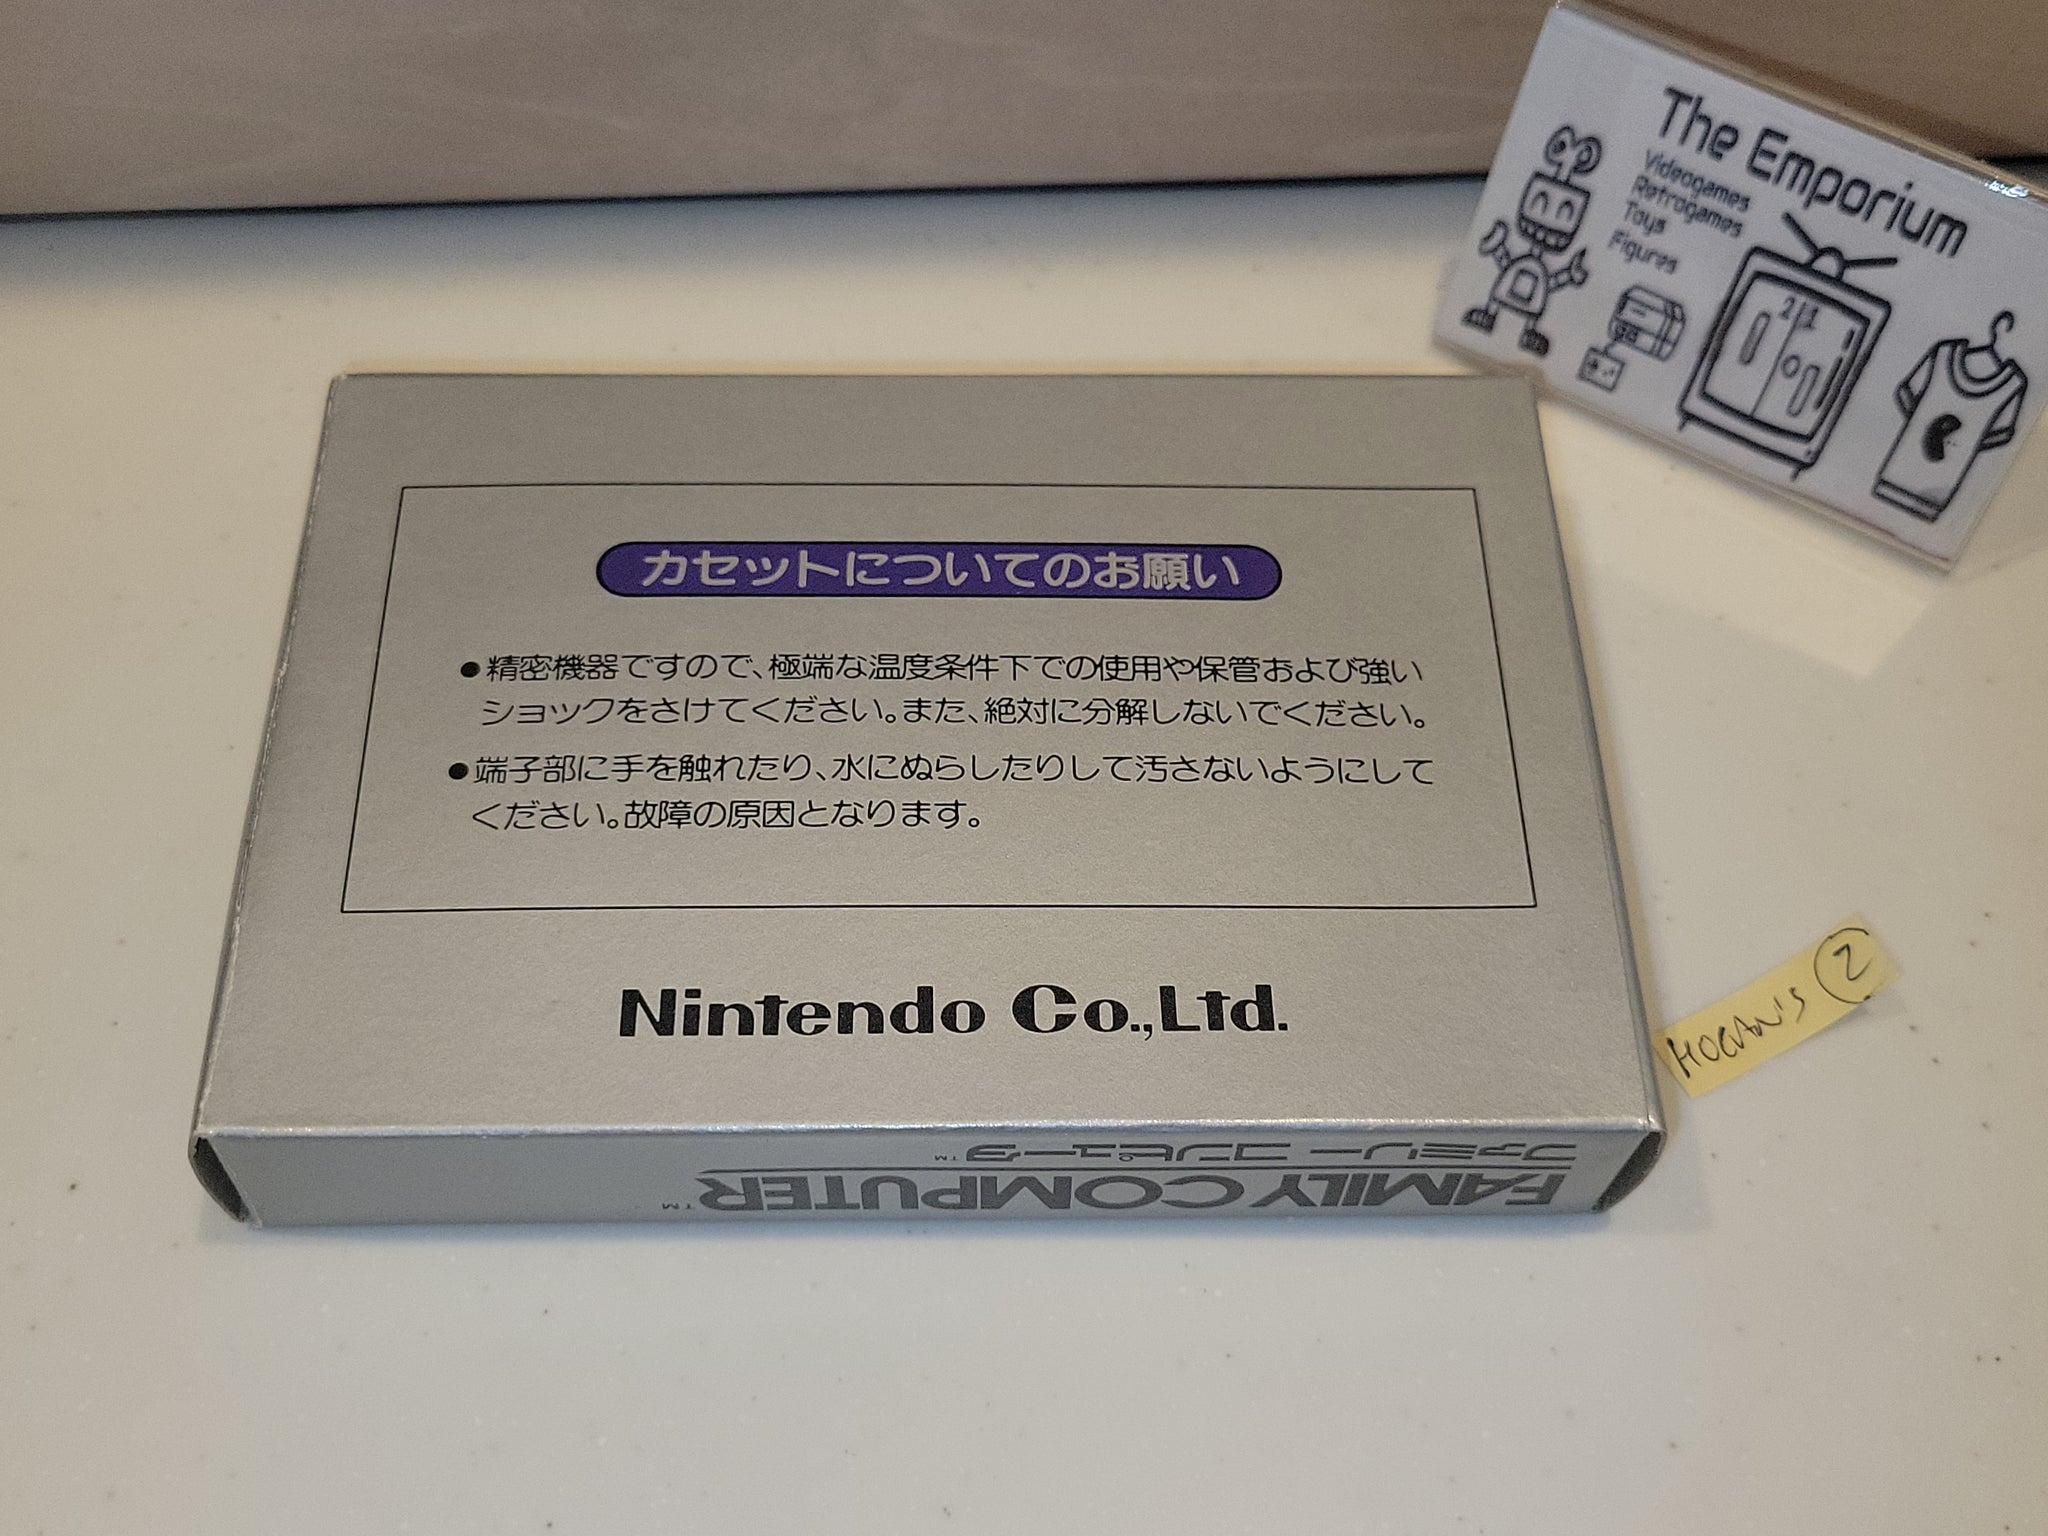 The Emporium
Videogames
Retrogames
Toys
Figures
21
カセットについてのお願い
●精密機器ですので、極端な温度条件下での使用や保管および強い
ショックをさけてください。また、絶対に分解しないでください。
●端子部に手を触れたり、水にぬらしたりして汚さないようにして
ください。故障の原因となります。
Nintendo Co.,Ltd.
HOGAN'S 2
FAMILY COMPUTER™
ファミリー コンピュータ™